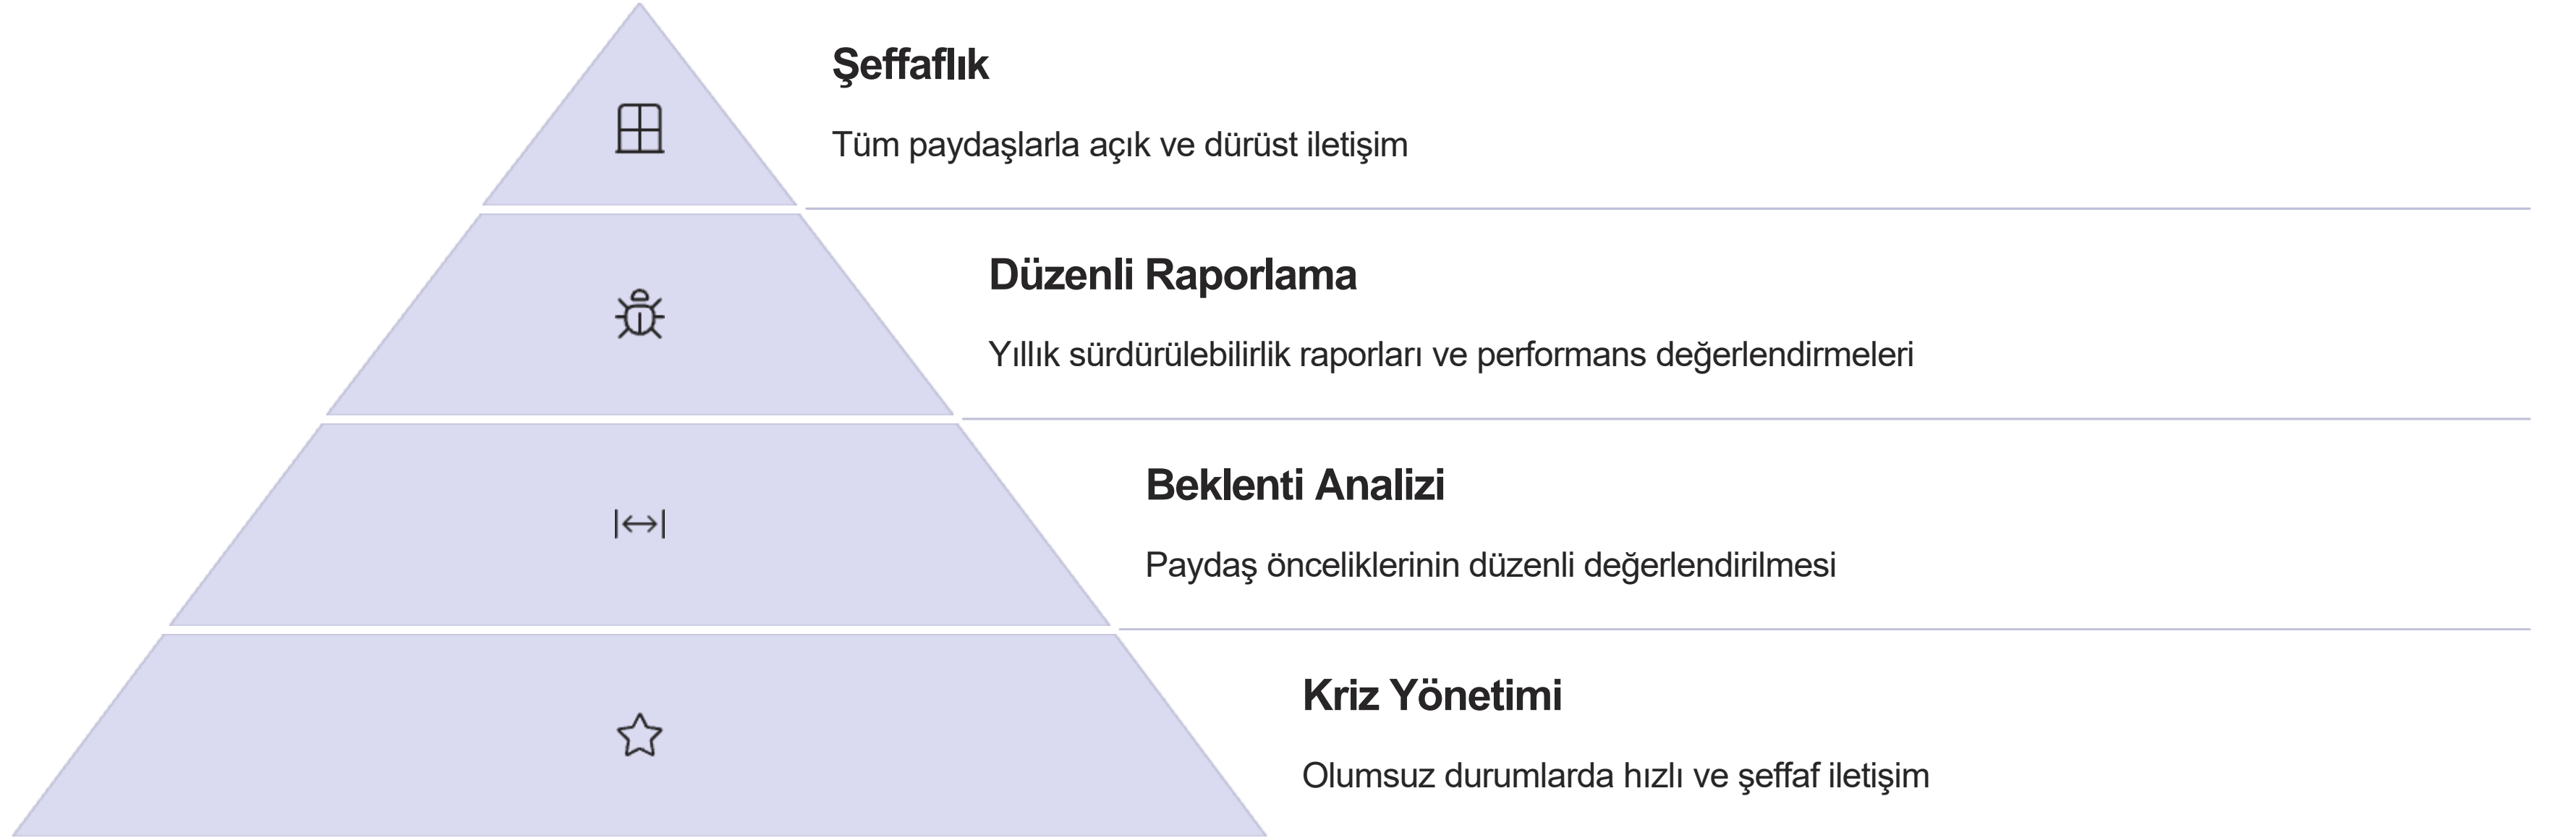 Şeffaflık
Tüm paydaşlarla açık ve dürüst iletişim
Düzenli Raporlama
Yıllık sürdürülebilirlik raporları ve performans değerlendirmeleri
Beklenti Analizi
Paydaş önceliklerinin düzenli değerlendirilmesi
Kriz Yönetimi
Olumsuz durumlarda hızlı ve şeffaf iletişim